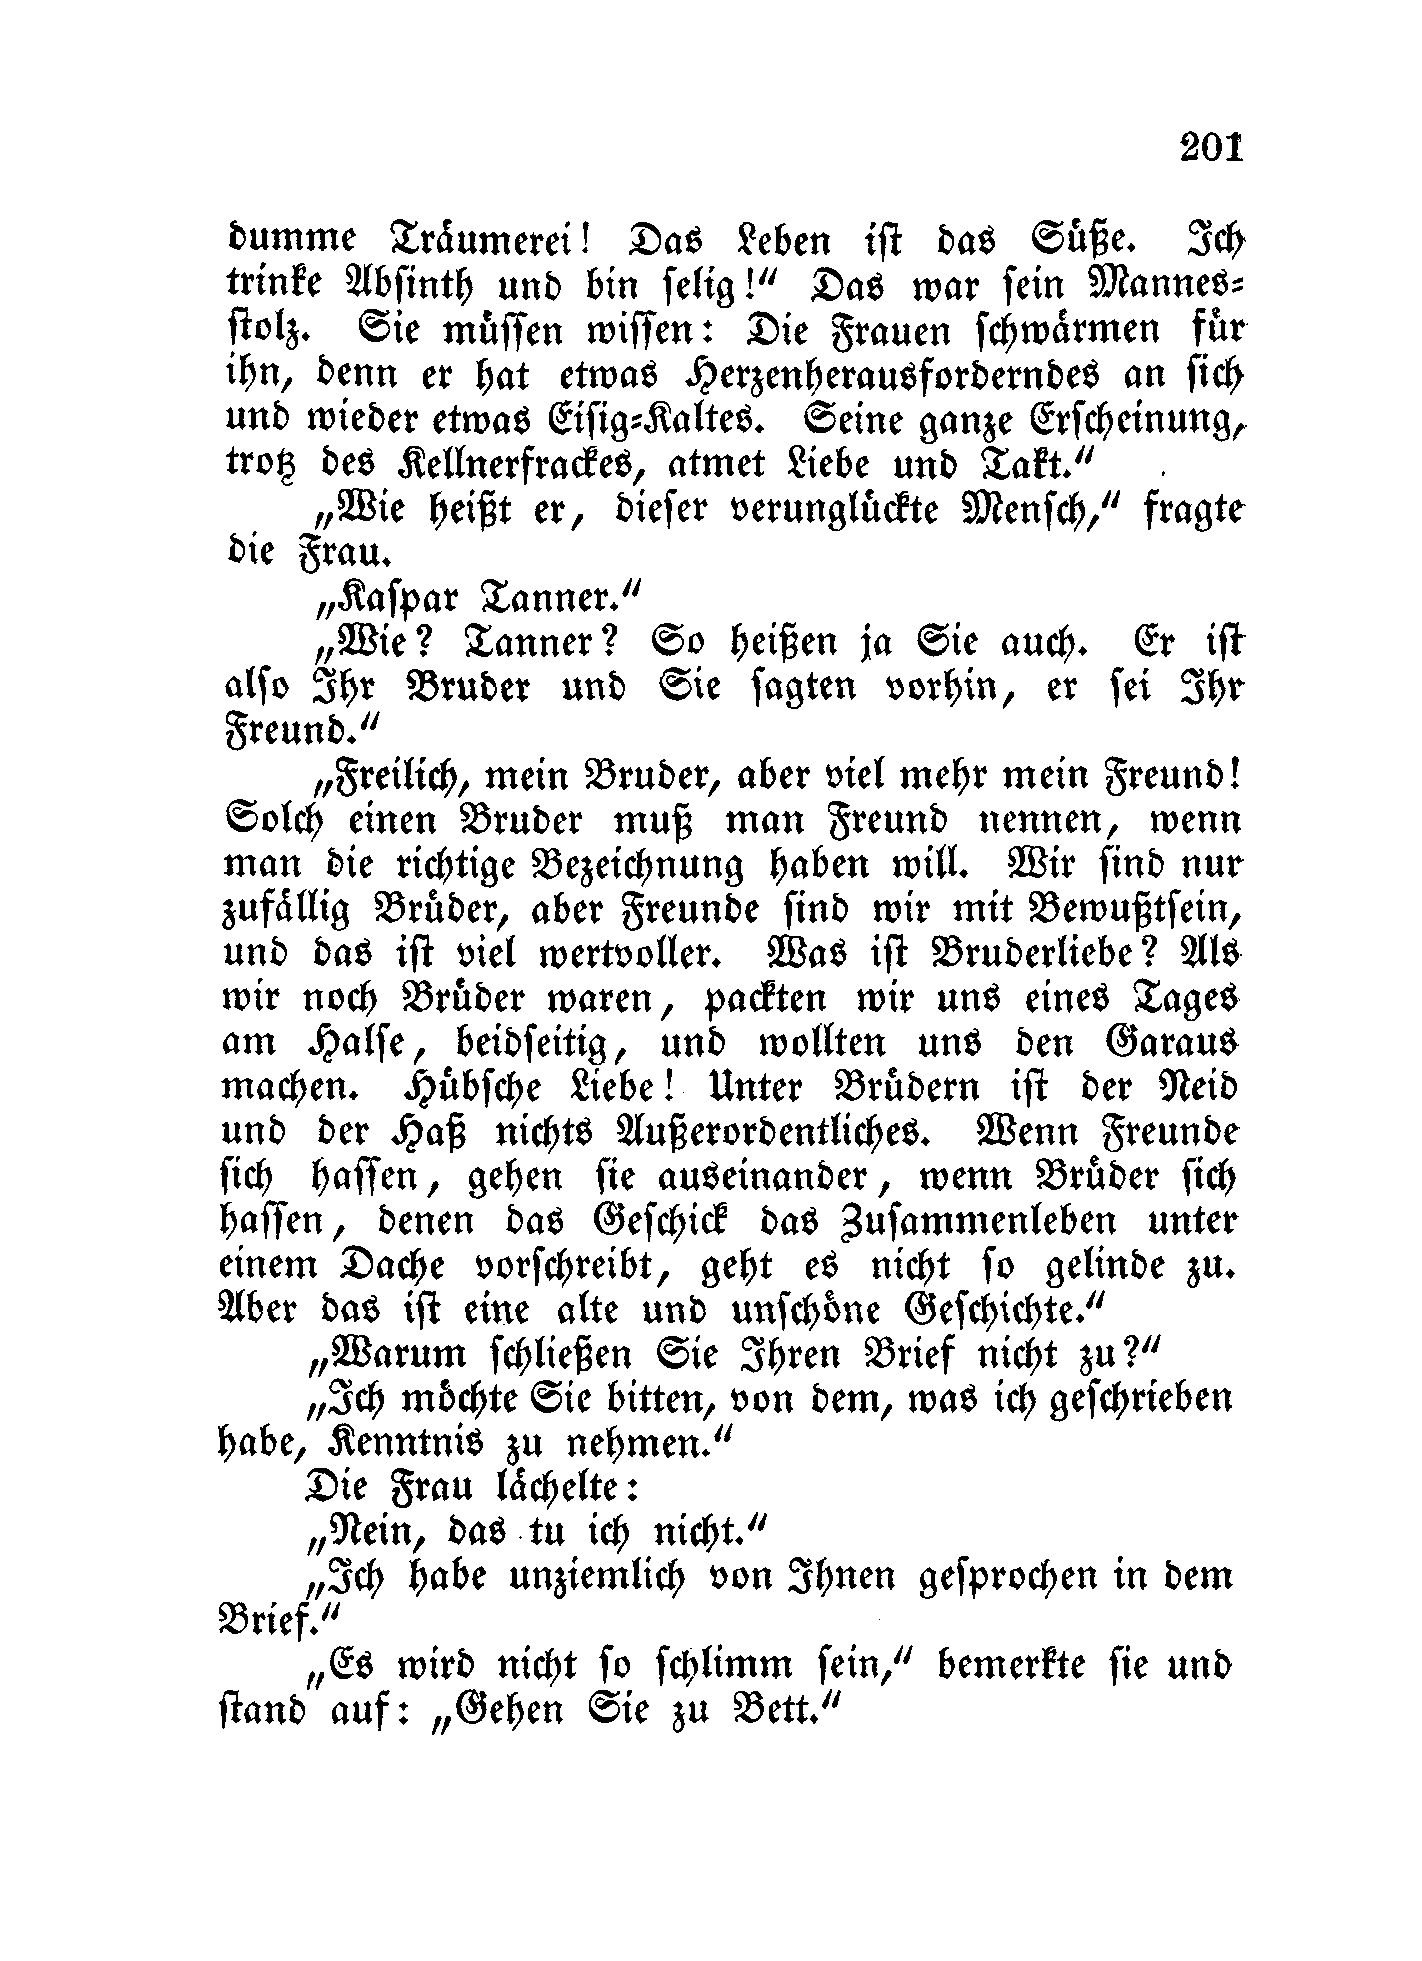 201
dumme Träumerei! Das Leben ist das Süße. Ich
trinke Absinth und bin selig!“ Das war sein Mannes-
stolz. Sie müssen wissen: Die Frauen schwärmen für
ihn, denn er hat etwas Herzenherausforderndes an sich
und wieder etwas Eisig-Kaltes. Seine ganze Erscheinung,
trotz des Kellnerfrackes, atmet Liebe und Takt.“
„Wie heißt er, dieser verunglückte Mensch,“ fragte
die Frau.
„Kaspar Tanner.“
„Wie? Tanner? So heißen ja Sie auch. Er ist
also Ihr Bruder und Sie sagten vorhin, er sei Ihr
Freund.“
„Freilich, mein Bruder, aber viel mehr mein Freund!
Solch einen Bruder muß man Freund nennen, wenn
man die richtige Bezeichnung haben will. Wir sind nur
zufällig Brüder, aber Freunde sind wir mit Bewußtsein,
und das ist viel wertvoller. Was ist Bruderliebe? Als
wir noch Brüder waren, packten wir uns eines Tages
am Halse, beidseitig, und wollten uns den Garaus
machen. Hübsche Liebe! Unter Brüdern ist der Neid
und der Haß nichts Außerordentliches. Wenn Freunde
sich hassen, gehen sie auseinander, wenn Brüder sich
hassen, denen das Geschick das Zusammenleben unter
einem Dache vorschreibt, geht es nicht so gelinde zu.
Aber das ist eine alte und unschöne Geschichte.“
„Warum schließen Sie Ihren Brief nicht zu?“
„Ich möchte Sie bitten, von dem, was ich geschrieben
habe, Kenntnis zu nehmen.“
Die Frau lächelte:
„Nein, das tu ich nicht.“
„Ich habe unziemlich von Ihnen gesprochen in dem
Brief.“
„Es wird nicht so schlimm sein,“ bemerkte sie und
stand auf: „Gehen Sie zu Bett.“